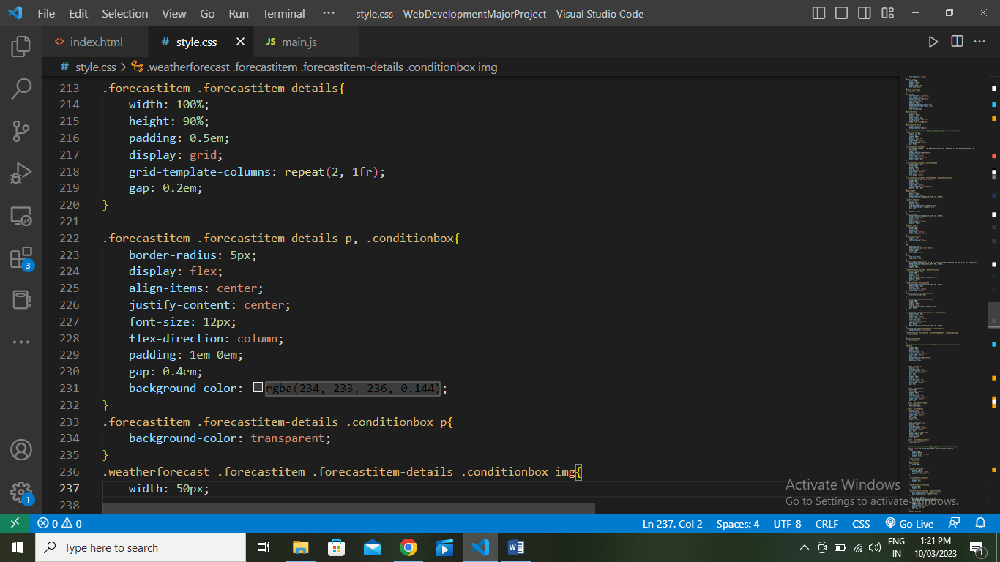 File Edit Selection View Go Run Terminal ··· style.css - WebDevelopmentMajorProject - Visual Studio Code
<> index.html # style.css JS main.js
# style.css > .weatherforecast .forecastitem .forecastitem-details .conditionbox img
213 .forecastitem .forecastitem-details{
214 width: 100%;
215 height: 90%;
216 padding: 0.5em;
217 display: grid;
218 grid-template-columns: repeat(2, 1fr);
219 gap: 0.2em;
220 }
221
222 .forecastitem .forecastitem-details p, .conditionbox{
223 border-radius: 5px;
224 display: flex;
225 align-items: center;
226 justify-content: center;
227 font-size: 12px;
228 flex-direction: column;
229 padding: 1em 0em;
230 gap: 0.4em;
231 background-color: rgba(234, 233, 236, 0.144);
232 }
233 .forecastitem .forecastitem-details .conditionbox p{
234 background-color: transparent;
235 }
236 .weatherforecast .forecastitem .forecastitem-details .conditionbox img{
237 width: 50px;
238
3
1
Activate Windows
Go to Settings to activate Windows.
0 0 Ln 237, Col 2 Spaces: 4 UTF-8 CRLF CSS Go Live
Type here to search
ENG
IN
1:21 PM
10/03/2023
1